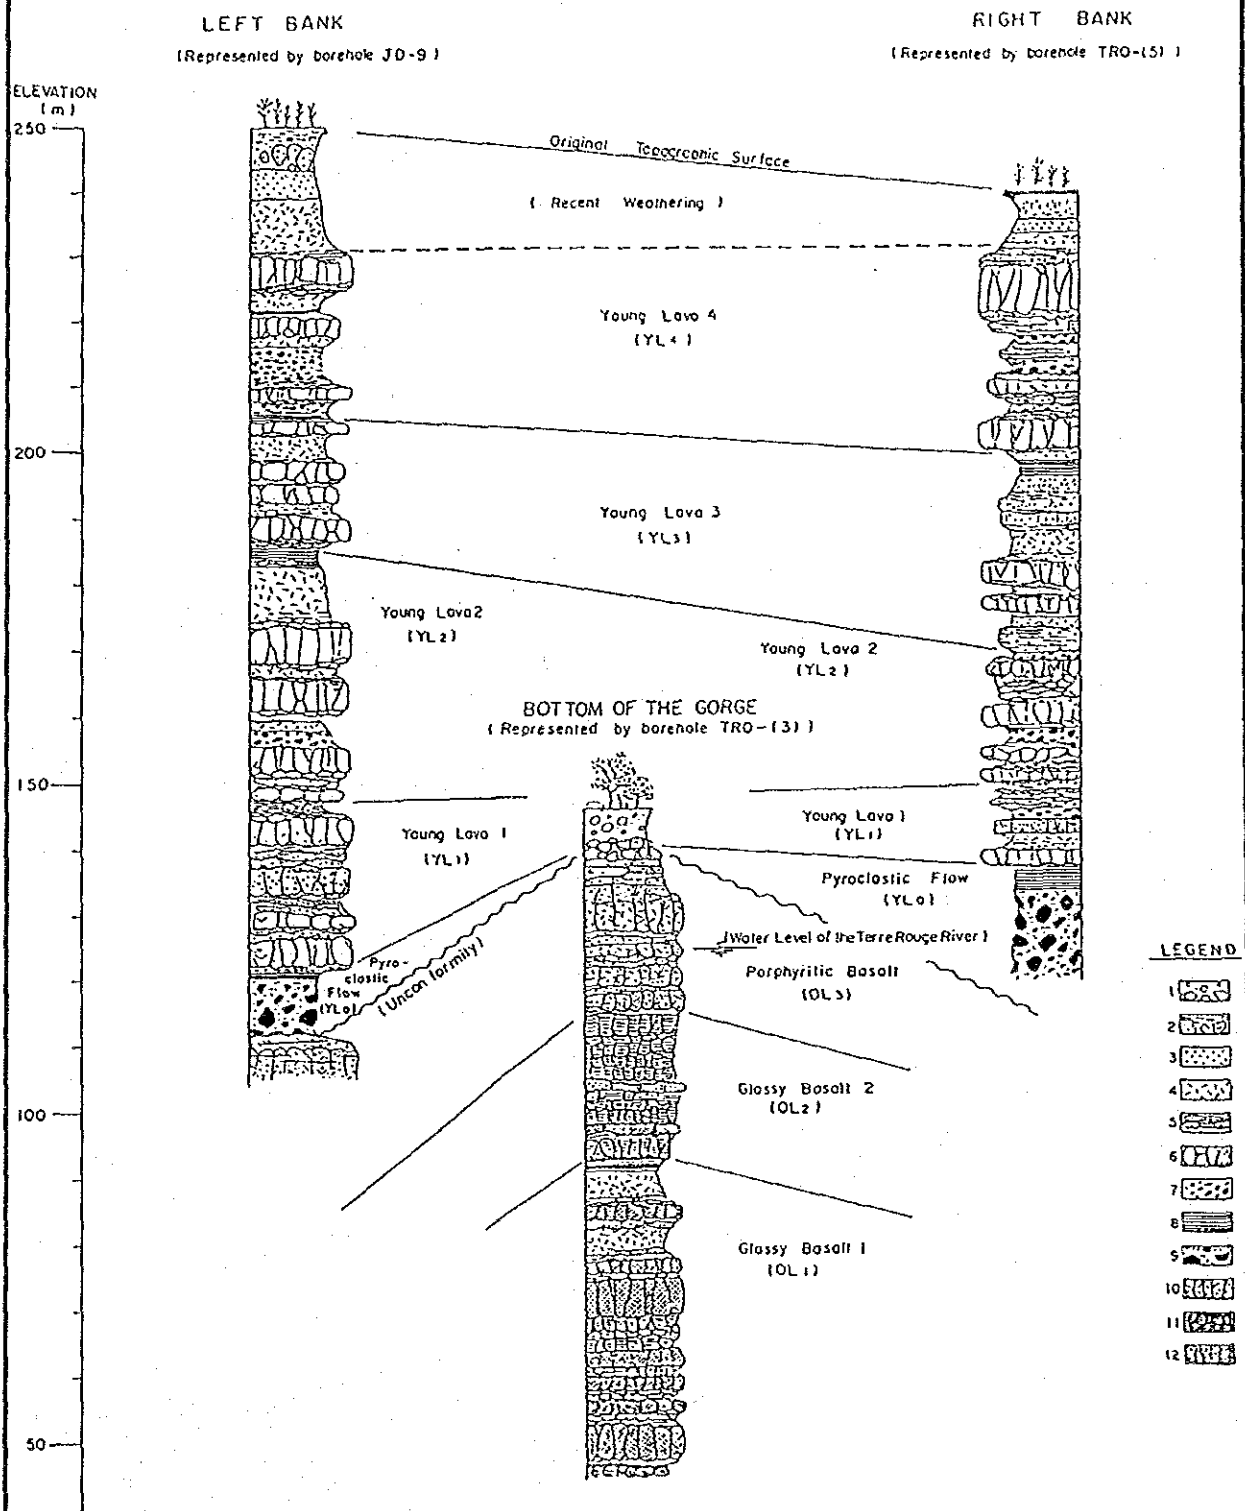 LEFT BANK
(Represented by borehole JD-9)
RIGHT BANK
(Represented by borehole TRO-(5))
ELEVATION
(m)
250
Original Topographic Surface
(Recent Weathering)
Young Lava 4
(YL4)
200
Young Lava 3
(YL3)
Young Lava 2
(YL2)
Young Lava 2
(YL2)
BOTTOM OF THE GORGE
(Represented by borehole TRO-(3))
150
Young Lava 1
(YL1)
Young Lava 1
(YL1)
Pyroclastic Flow
(YL0)
(Water Level of the Terre Rouge River)
Pyro-
clastic
Flow
(YL0)
(Unconformity)
Porphyritic Basalt
(OL3)
100
Glassy Basalt 2
(OL2)
Glassy Basalt 1
(OL1)
50
LEGEND
1
2
3
4
5
6
7
8
9
10
11
12